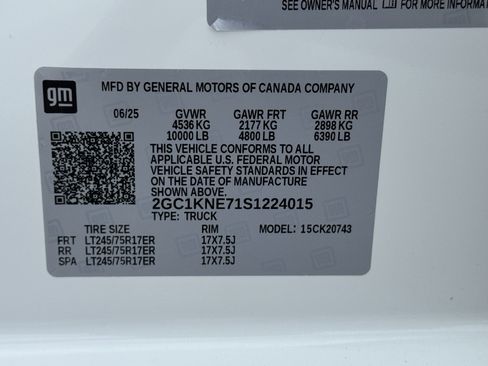 SEE OWNER'S MANUAL FOR MORE INFORMATION
gm
MFD BY GENERAL MOTORS OF CANADA COMPANY
06/25 GVWR GAWR FRT GAWR RR
4536 KG 2177 KG 2898 KG
10000 LB 4800 LB 6390 LB
THIS VEHICLE CONFORMS TO ALL
APPLICABLE U.S. FEDERAL MOTOR
VEHICLE SAFETY STANDARDS IN EFFECT
ON THE DATE OF MANUFACTURE
SHOWN ABOVE.
2GC1KNE71S1224015
TYPE: TRUCK MODEL: 15CK20743
TIRE SIZE RIM
FRT LT245/75R17ER 17X7.5J
RR LT245/75R17ER 17X7.5J
SPA LT245/75R17ER 17X7.5J